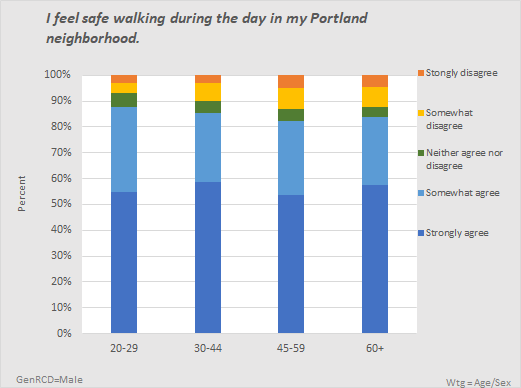 I feel safe walking during the day in my Portland
neighborhood.
100%
90%
80%
70%
60%
50%
40%
30%
20%
10%
0%
Percent
20-29
30-44
45-59
60+
Stongly disagree
Somewhat
disagree
Neither agree nor
disagree
Somewhat agree
Strongly agree
GenRCD=Male
Wtg = Age/Sex